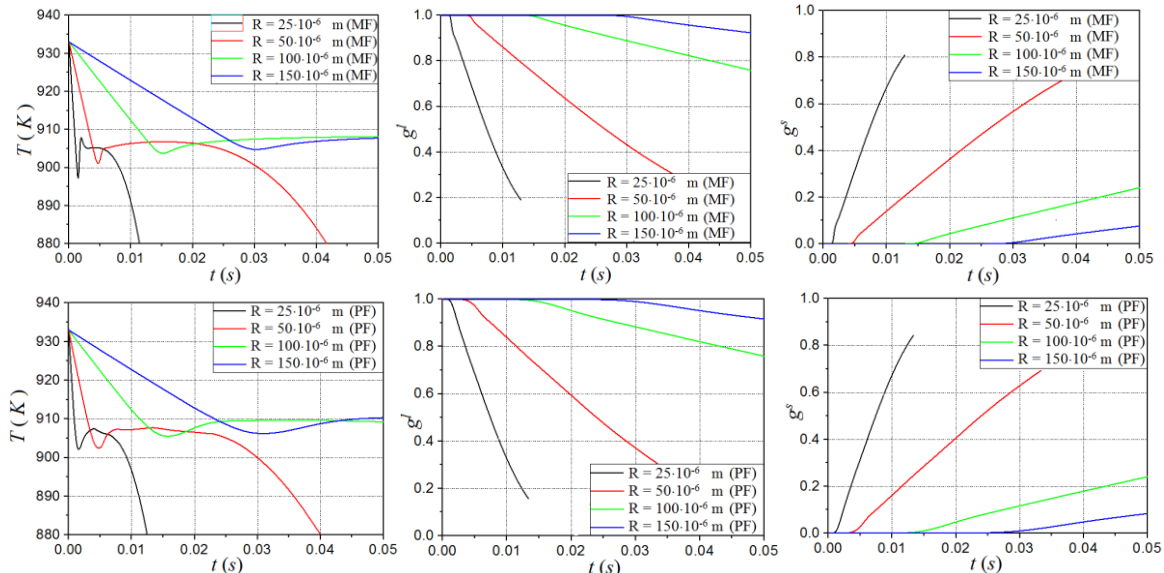 940
930
920
910
900
890
880
T (K)
R = 25·10⁻⁶ m (MF)
R = 50·10⁻⁶ m (MF)
R = 100·10⁻⁶ m (MF)
R = 150·10⁻⁶ m (MF)
0.00 0.01 0.02 0.03 0.04 0.05
t (s)
1.0
0.8
0.6
0.4
0.2
0.0
gˡ
R = 25·10⁻⁶ m (MF)
R = 50·10⁻⁶ m (MF)
R = 100·10⁻⁶ m (MF)
R = 150·10⁻⁶ m (MF)
0.00 0.01 0.02 0.03 0.04 0.05
t (s)
1.0
0.8
0.6
0.4
0.2
0.0
gˢ
R = 25·10⁻⁶ m (MF)
R = 50·10⁻⁶ m (MF)
R = 100·10⁻⁶ m (MF)
R = 150·10⁻⁶ m (MF)
0.00 0.01 0.02 0.03 0.04 0.05
t (s)
940
930
920
910
900
890
880
T (K)
R = 25·10⁻⁶ m (PF)
R = 50·10⁻⁶ m (PF)
R = 100·10⁻⁶ m (PF)
R = 150·10⁻⁶ m (PF)
0.00 0.01 0.02 0.03 0.04 0.05
t (s)
1.0
0.8
0.6
0.4
0.2
0.0
gˡ
R = 25·10⁻⁶ m (PF)
R = 50·10⁻⁶ m (PF)
R = 100·10⁻⁶ m (PF)
R = 150·10⁻⁶ m (PF)
0.00 0.01 0.02 0.03 0.04 0.05
t (s)
1.0
0.8
0.6
0.4
0.2
0.0
gˢ
R = 25·10⁻⁶ m (PF)
R = 50·10⁻⁶ m (PF)
R = 100·10⁻⁶ m (PF)
R = 150·10⁻⁶ m (PF)
0.00 0.01 0.02 0.03 0.04 0.05
t (s)